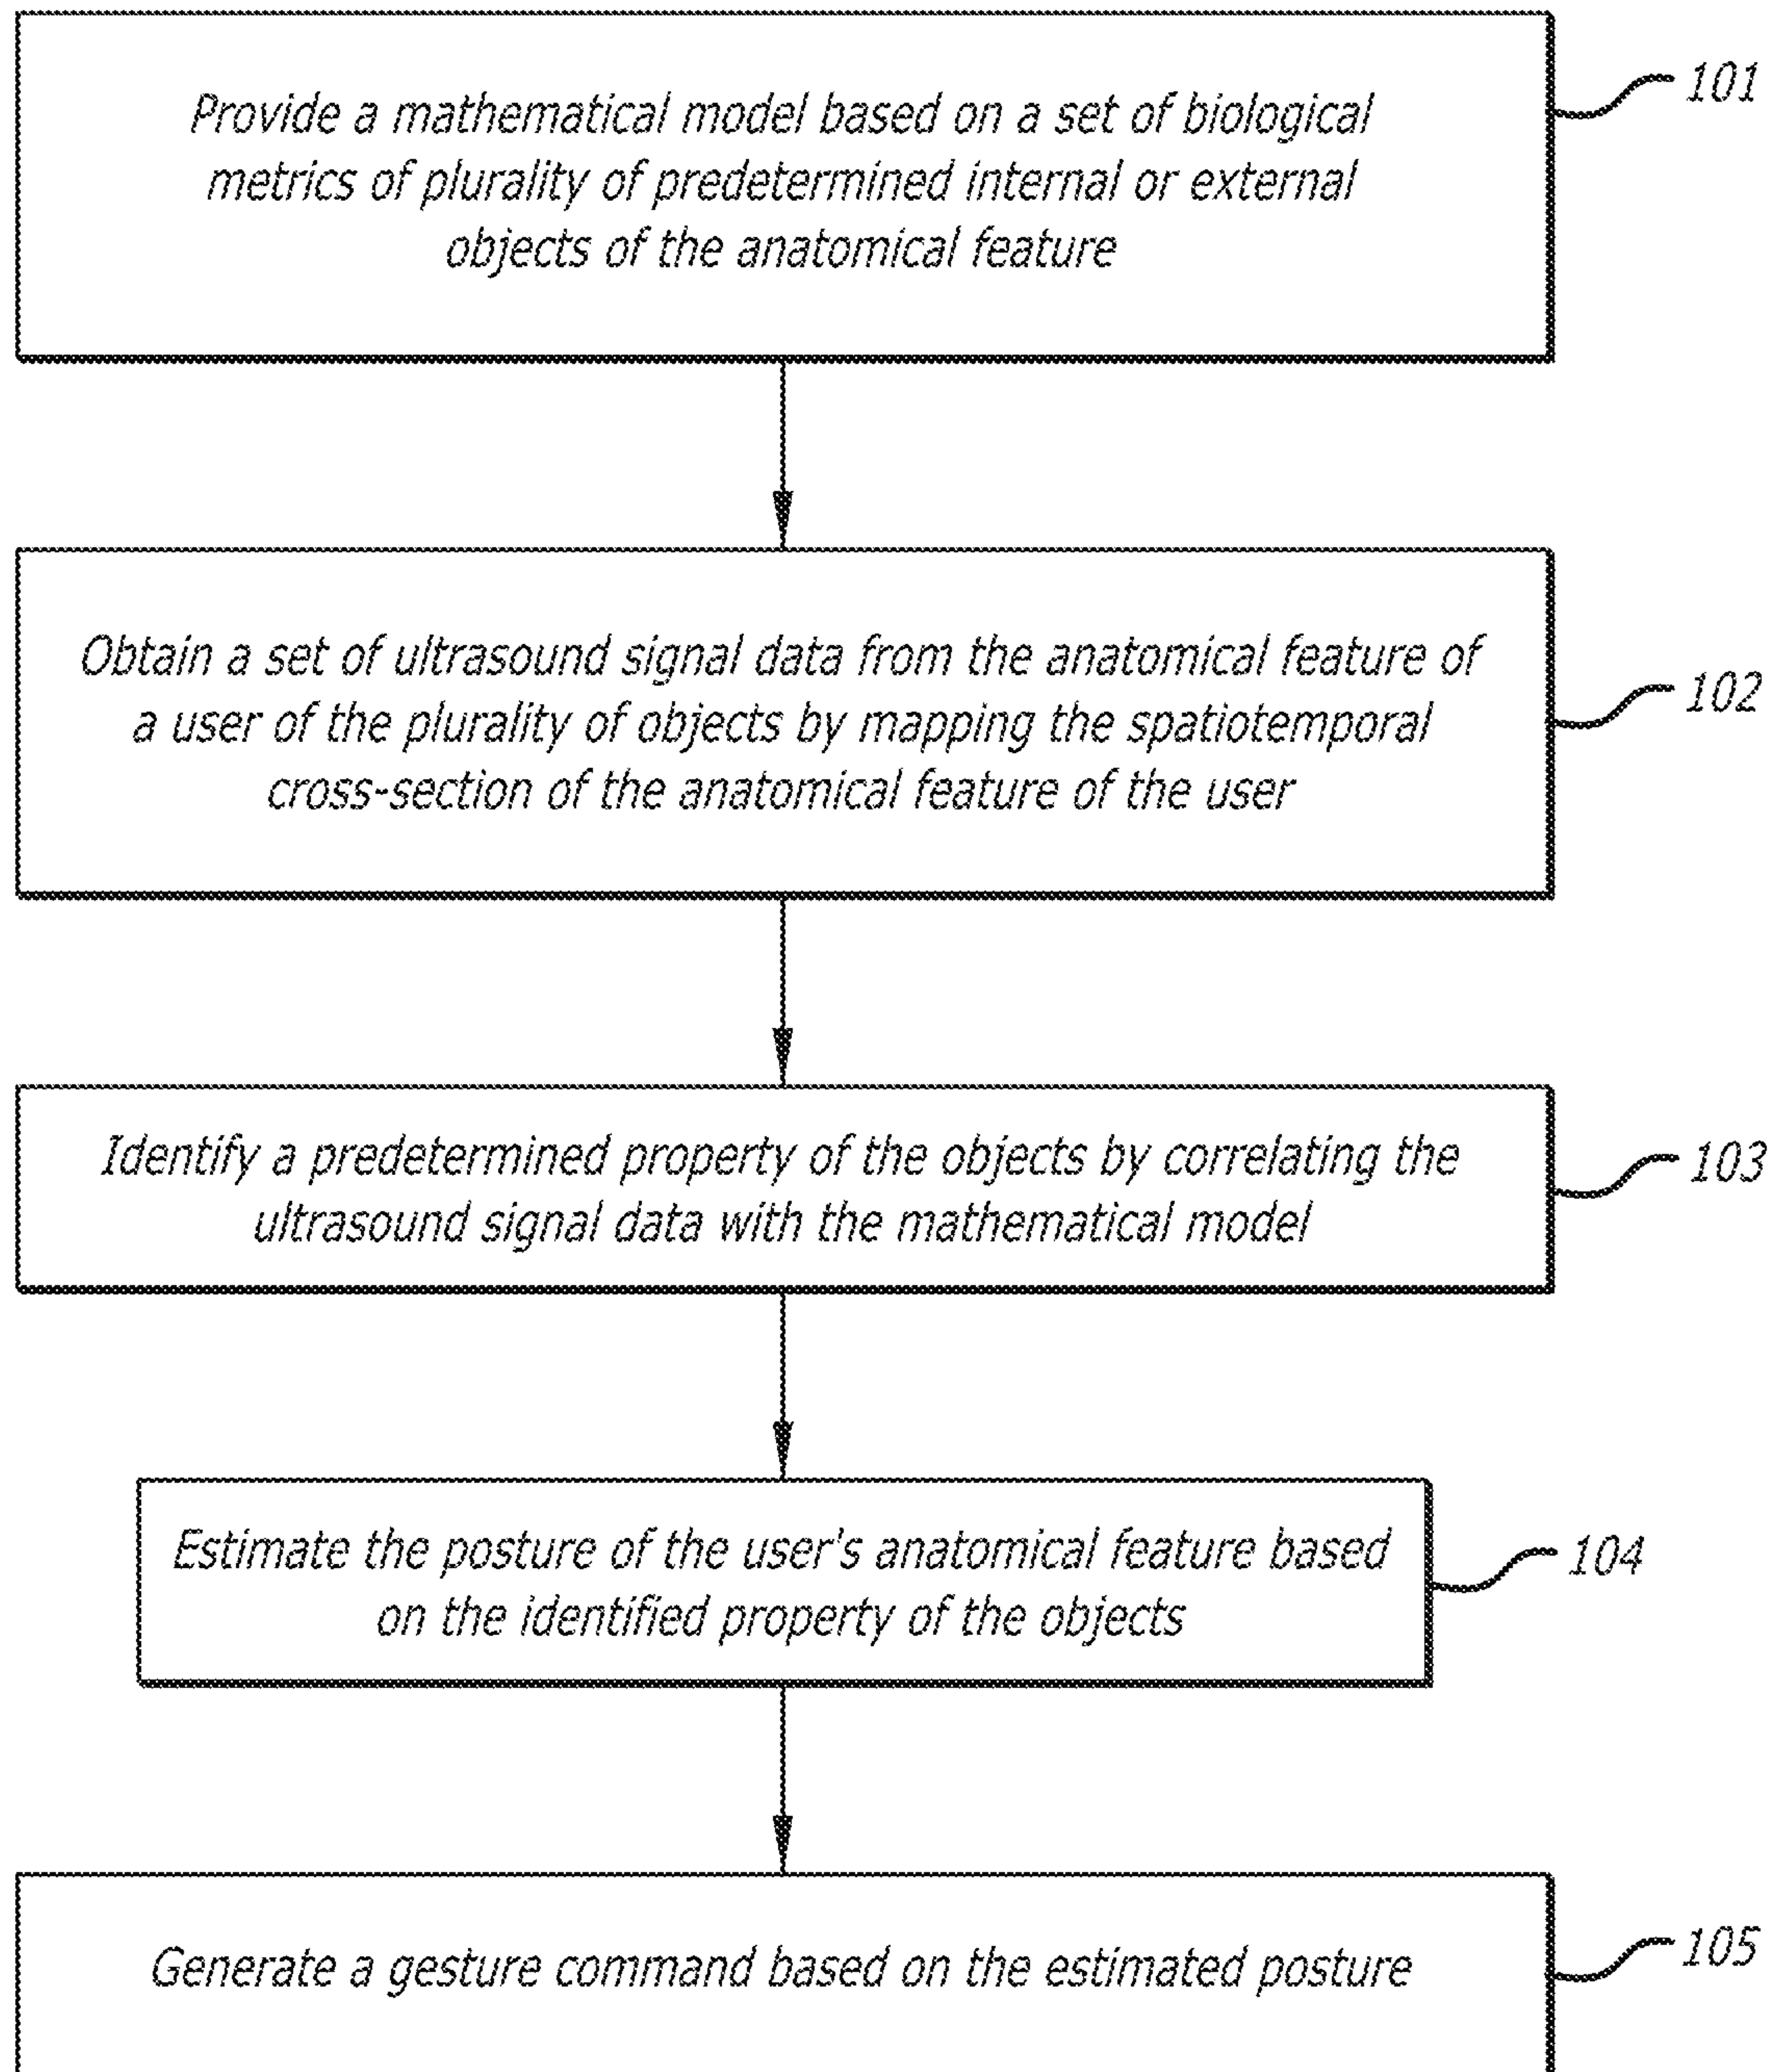 Provide a mathematical model based on a set of biological
metrics of plurality of predetermined internal or external
objects of the anatomical feature
101
Obtain a set of ultrasound signal data from the anatomical feature of
a user of the plurality of objects by mapping the spatiotemporal
cross-section of the anatomical feature of the user
102
Identify a predetermined property of the objects by correlating the
ultrasound signal data with the mathematical model
103
Estimate the posture of the user's anatomical feature based
on the identified property of the objects
104
Generate a gesture command based on the estimated posture
105